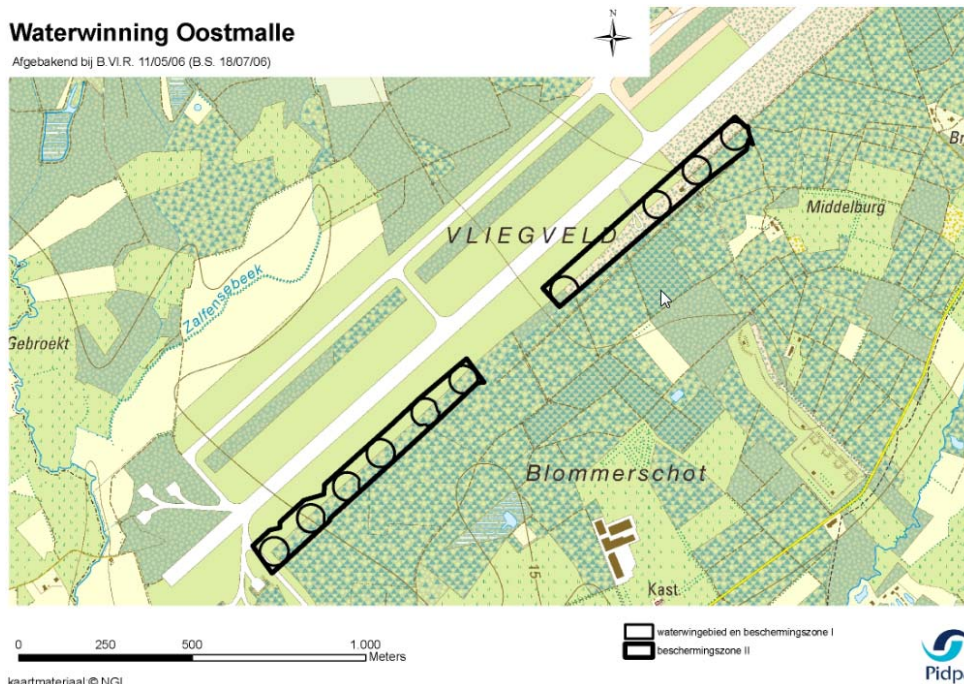 Waterwinning Oostmalle
Afgebakend bij B.Vl.R. 11/05/06 (B.S. 18/07/06)
N
VLIEGVELD
Middelburg
Zalfensebeek
Gebroekt
Blommerschot
15
Kast.
0 250 500 1.000
Meters
waterwingebied en beschermingszone I
beschermingszone II
kaartmateriaal:© NGI